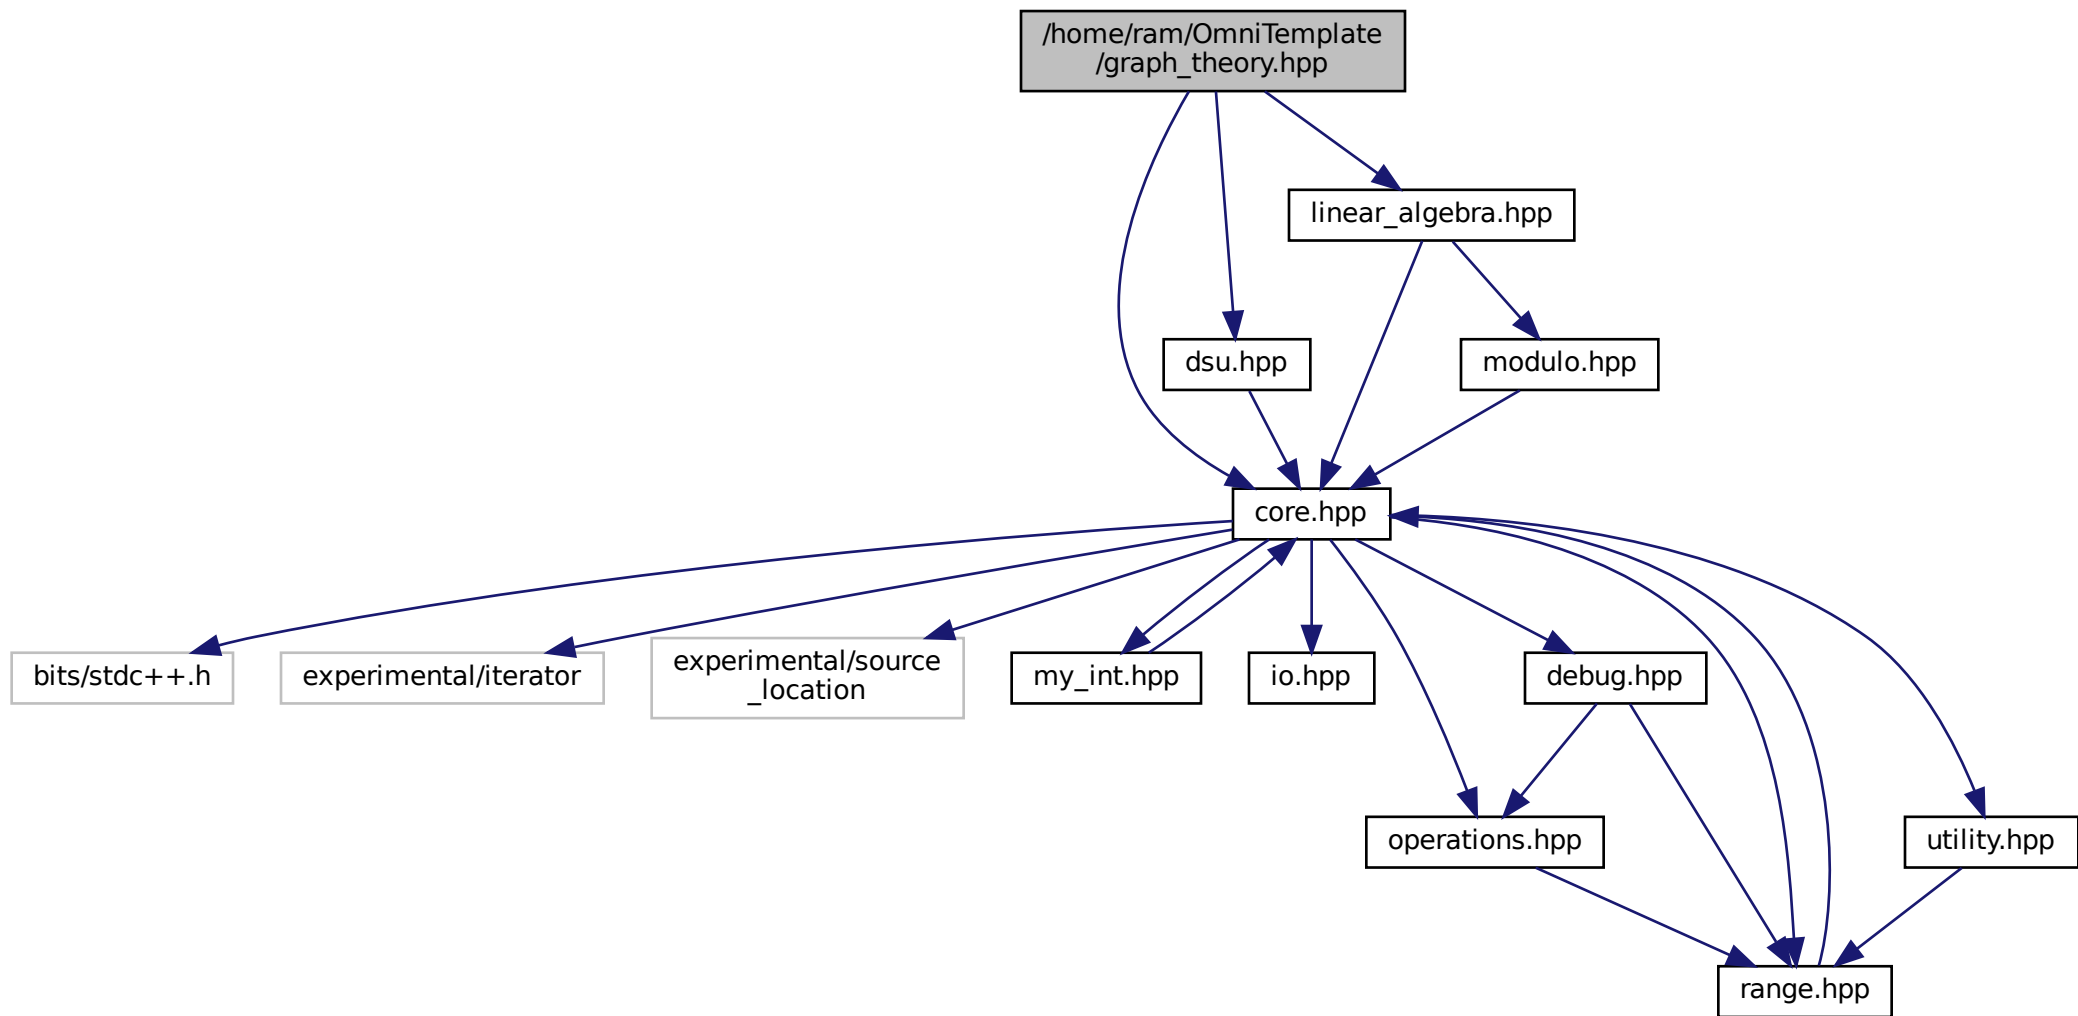 /home/ram/OmniTemplate
/graph_theory.hpp
linear_algebra.hpp
dsu.hpp
modulo.hpp
core.hpp
bits/stdc++.h
experimental/iterator
experimental/source
_location
my_int.hpp
io.hpp
debug.hpp
operations.hpp
utility.hpp
range.hpp